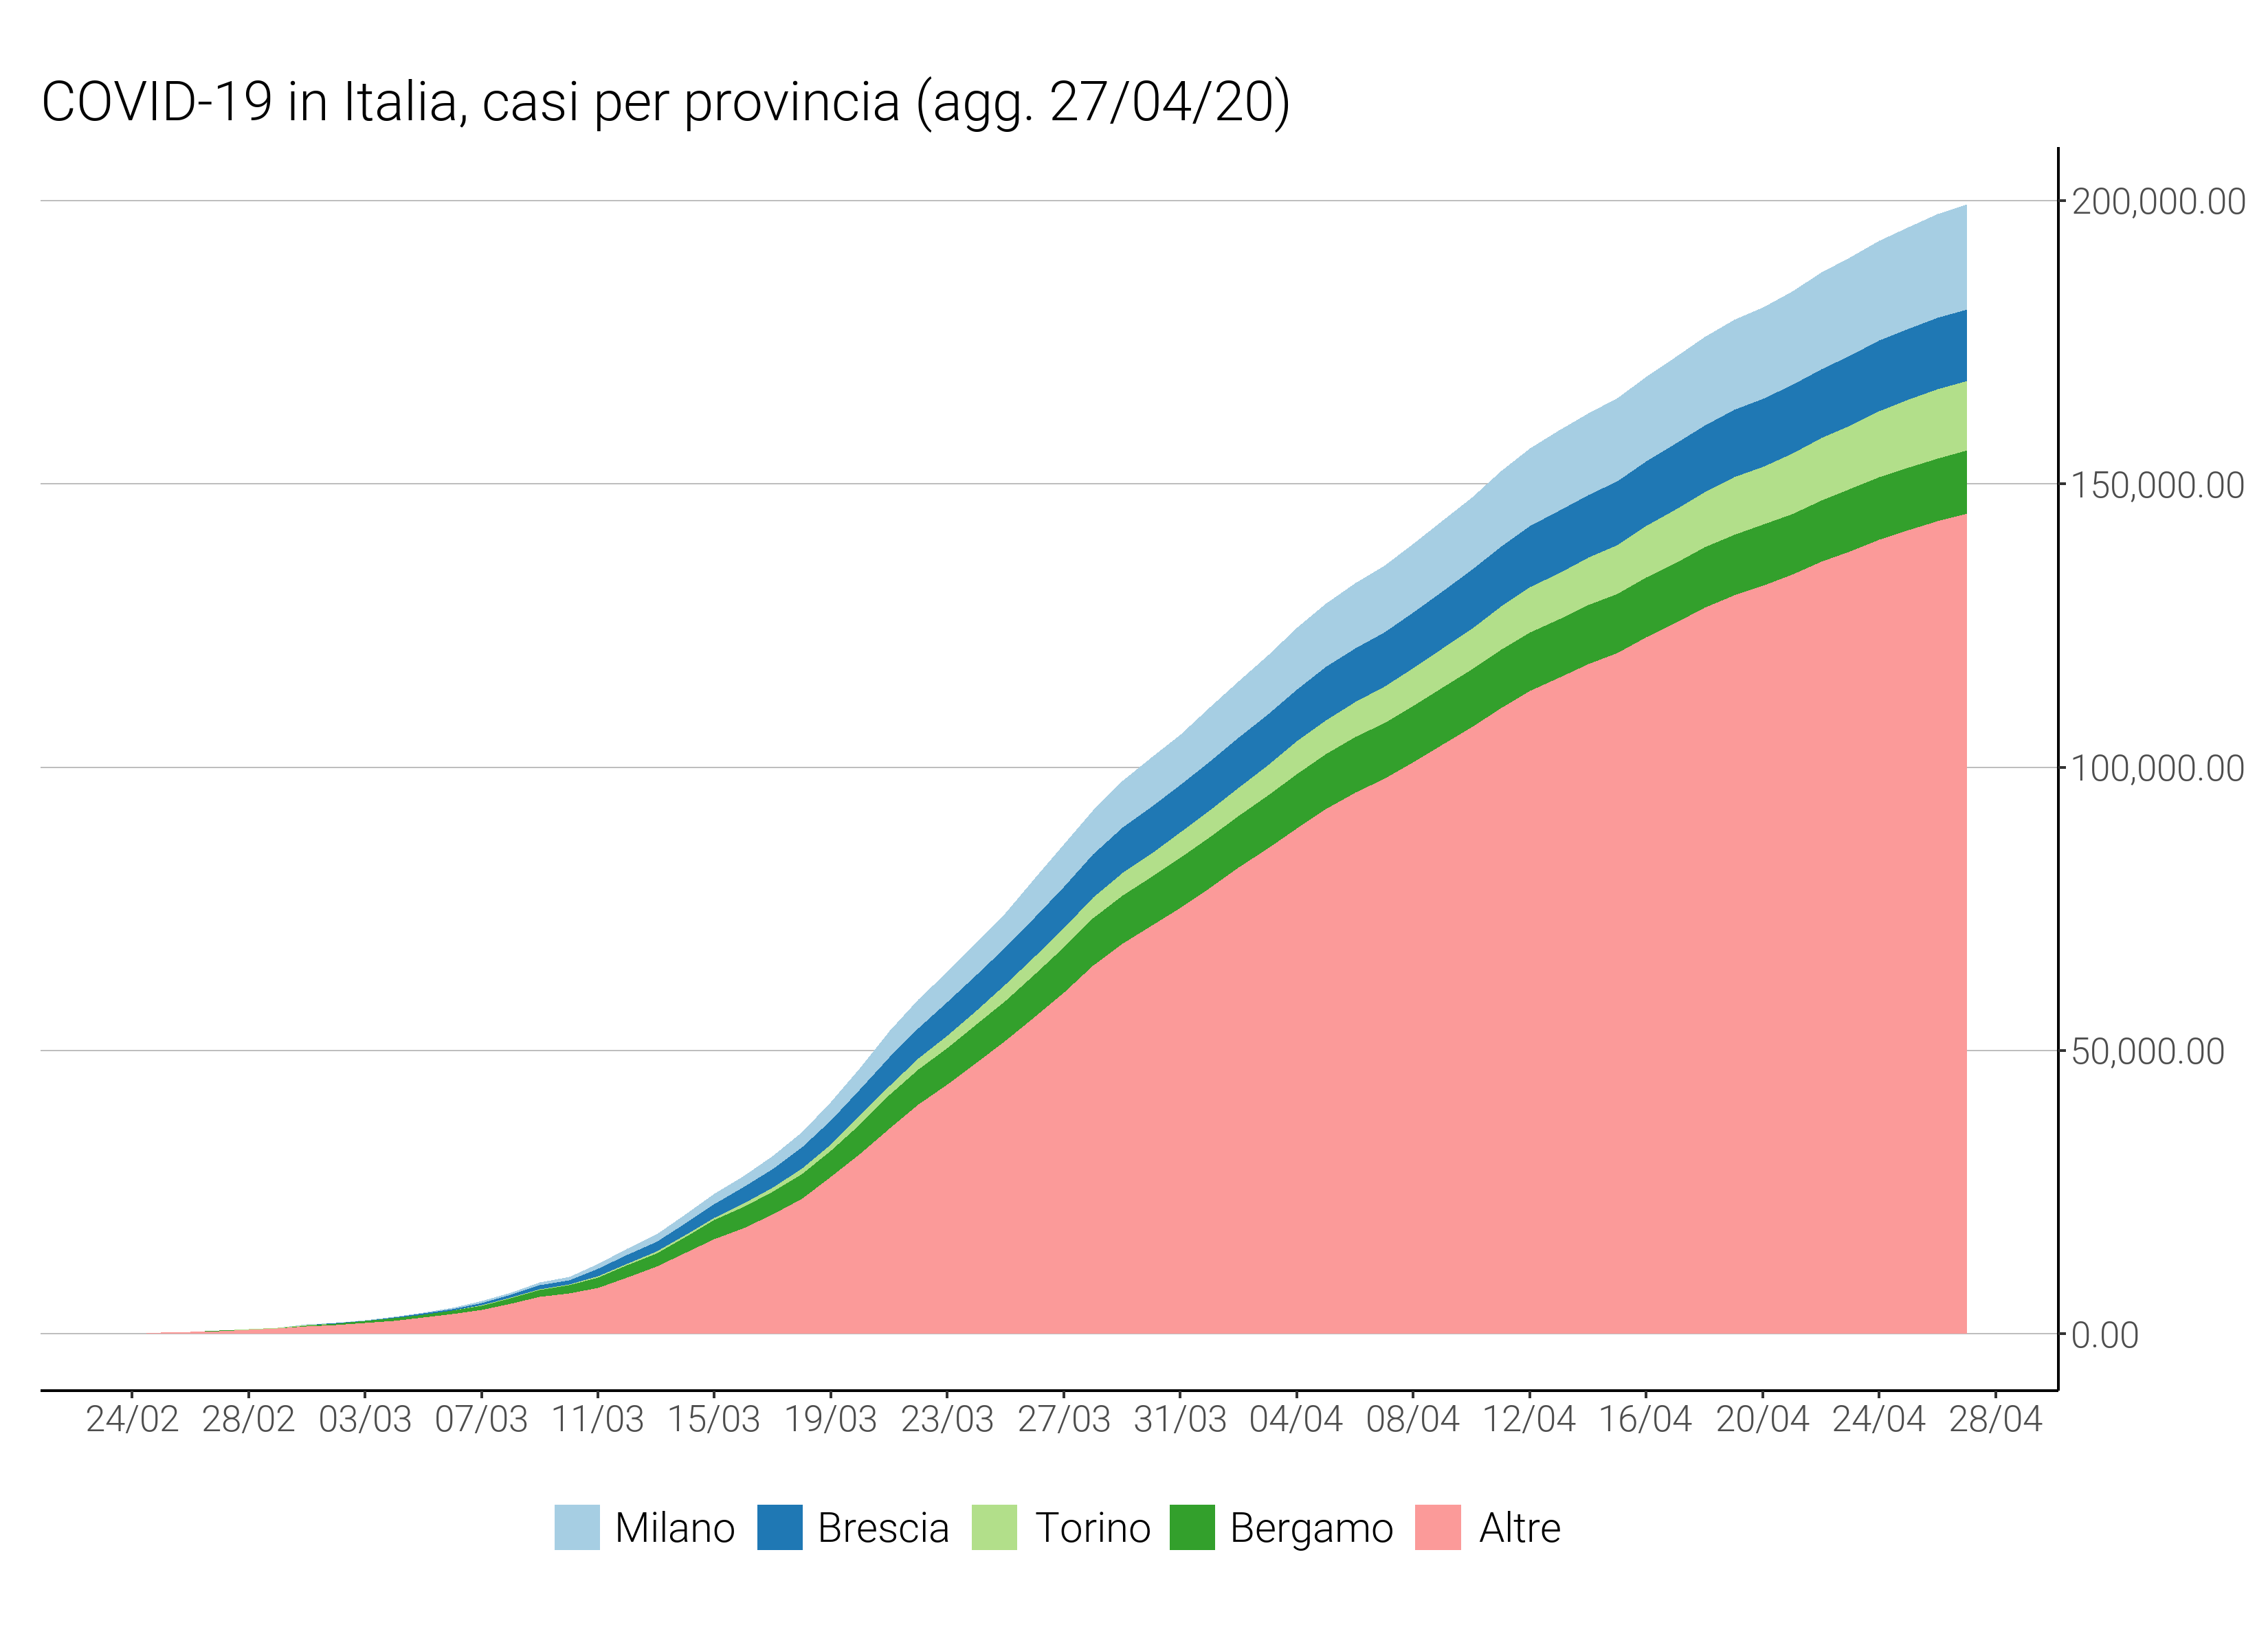 COVID-19 in Italia, casi per provincia (agg. 27/04/20)
200,000.00
150,000.00
100,000.00
50,000.00
0.00
24/02 28/02 03/03 07/03 11/03 15/03 19/03 23/03 27/03 31/03 04/04 08/04 12/04 16/04 20/04 24/04 28/04
Milano Brescia Torino Bergamo Altre